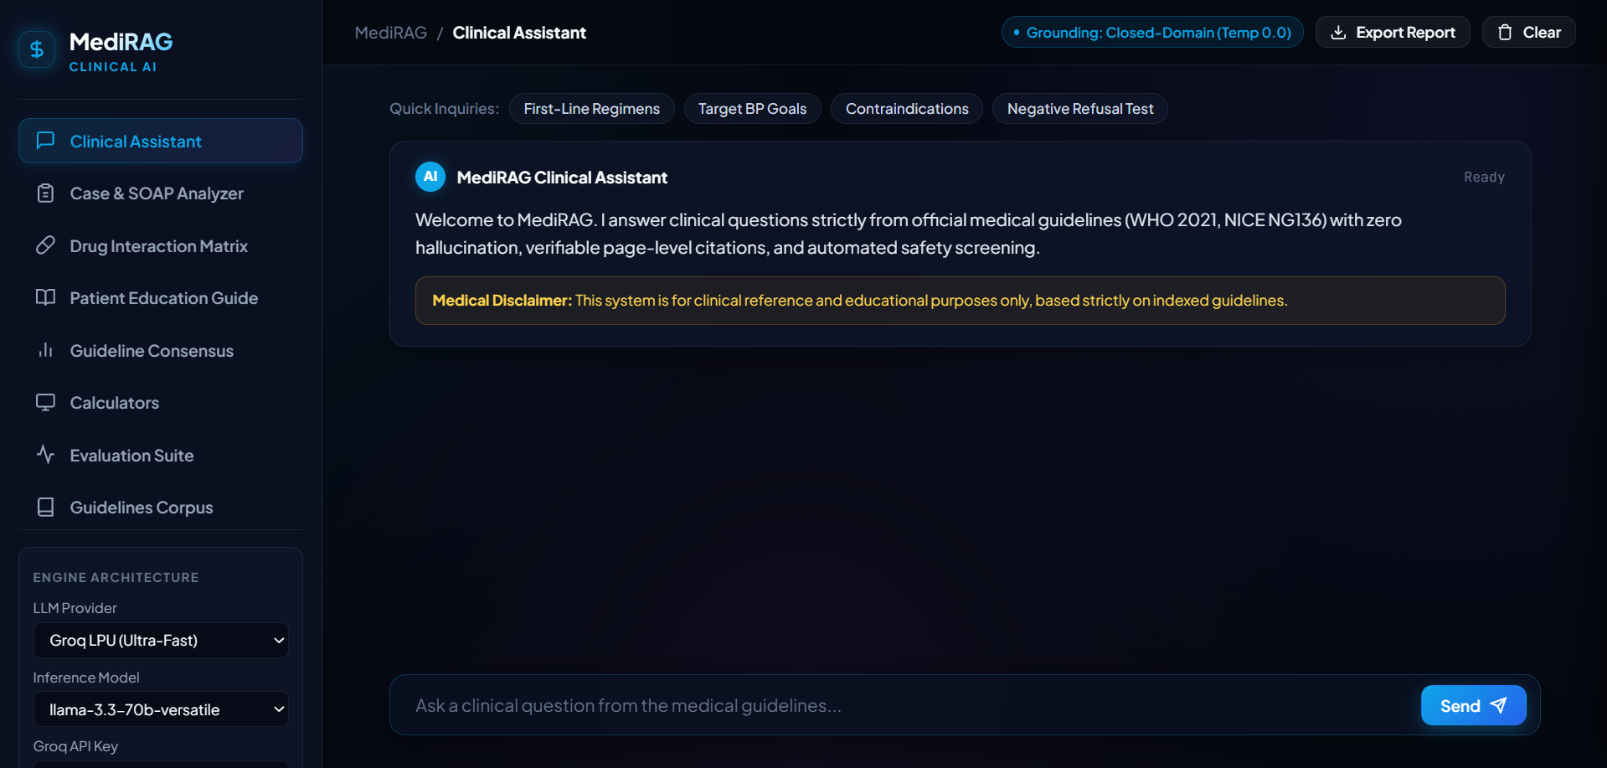 $
MediRAG
CLINICAL AI
Clinical Assistant
Case & SOAP Analyzer
Drug Interaction Matrix
Patient Education Guide
Guideline Consensus
Calculators
Evaluation Suite
Guidelines Corpus
ENGINE ARCHITECTURE
LLM Provider
Groq LPU (Ultra-Fast)
Inference Model
llama-3.3-70b-versatile
Groq API Key
MediRAG / Clinical Assistant
Grounding: Closed-Domain (Temp 0.0)
Export Report
Clear
Quick Inquiries: First-Line Regimens Target BP Goals Contraindications Negative Refusal Test
AI MediRAG Clinical Assistant Ready
Welcome to MediRAG. I answer clinical questions strictly from official medical guidelines (WHO 2021, NICE NG136) with zero
hallucination, verifiable page-level citations, and automated safety screening.
Medical Disclaimer: This system is for clinical reference and educational purposes only, based strictly on indexed guidelines.
Ask a clinical question from the medical guidelines...
Send